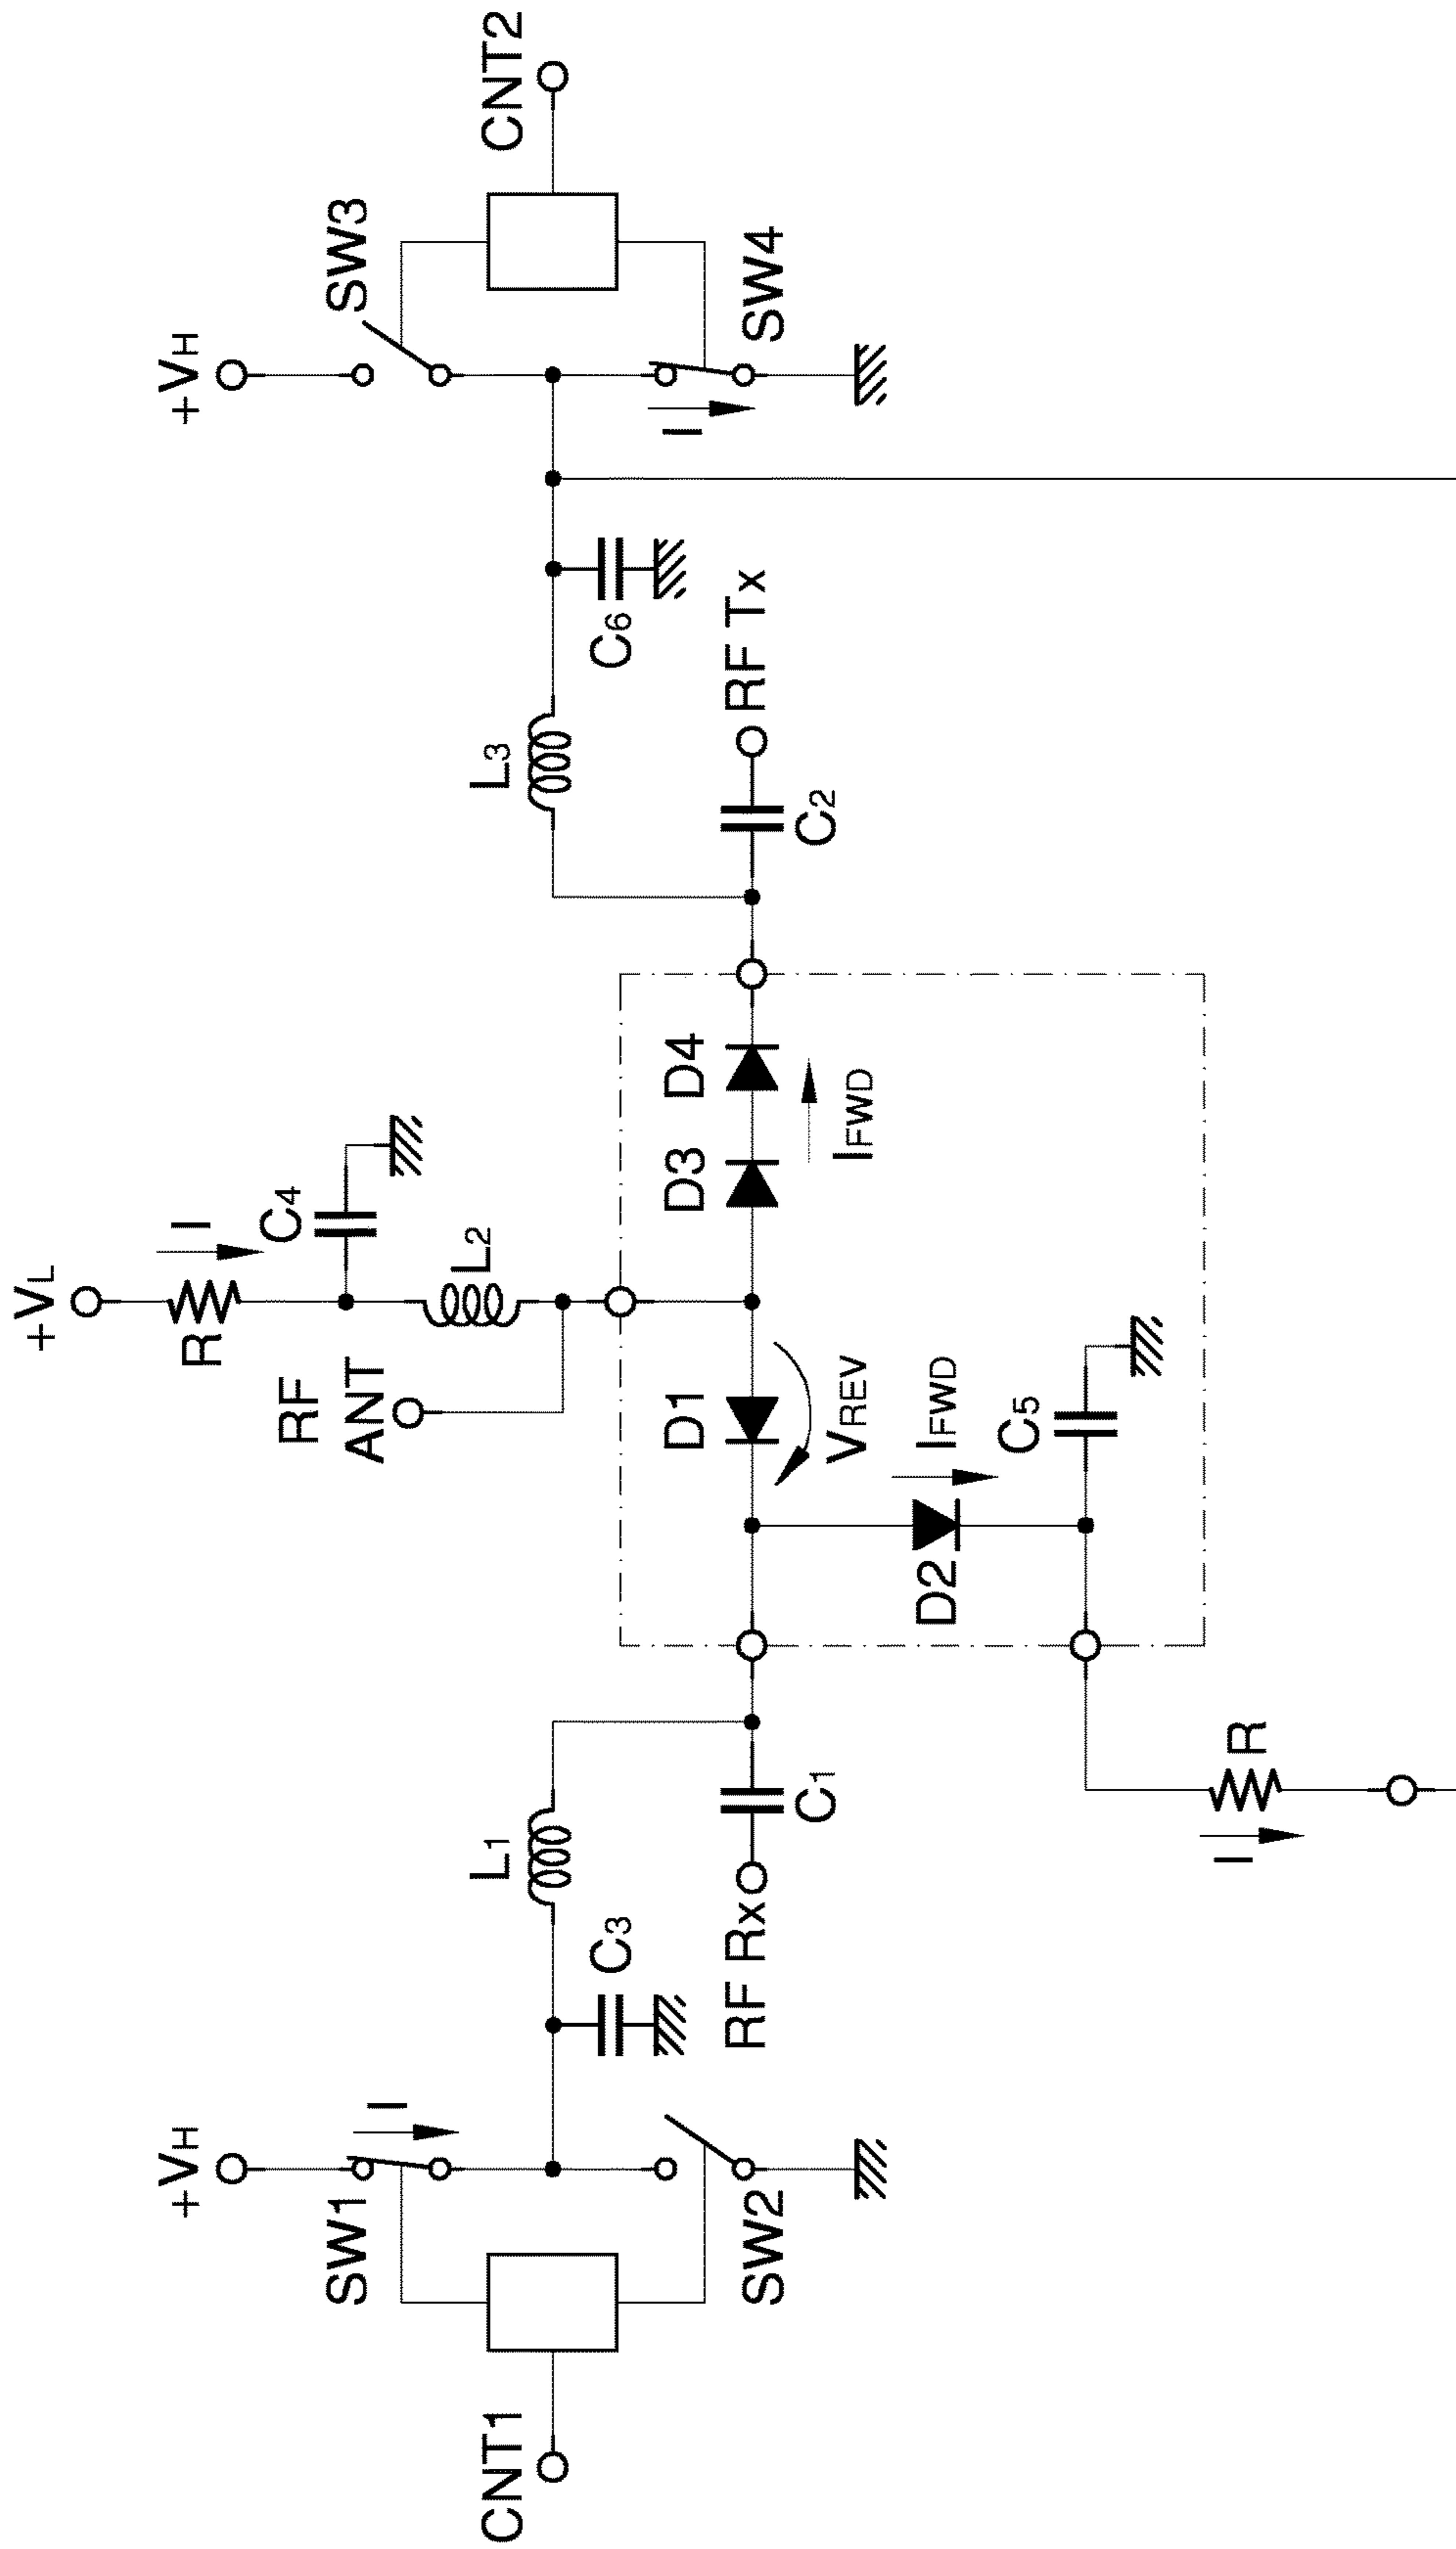 +VL
+VH
+VH
R
I
C4
L2
RF
ANT
SW1
I
SW3
CNT1
CNT2
L1
C3
L3
C6
SW2
SW4
I
RF Rx
C1
D1
D3
D4
C2
RF Tx
VREV
IFWD
D2
IFWD
C5
R
I